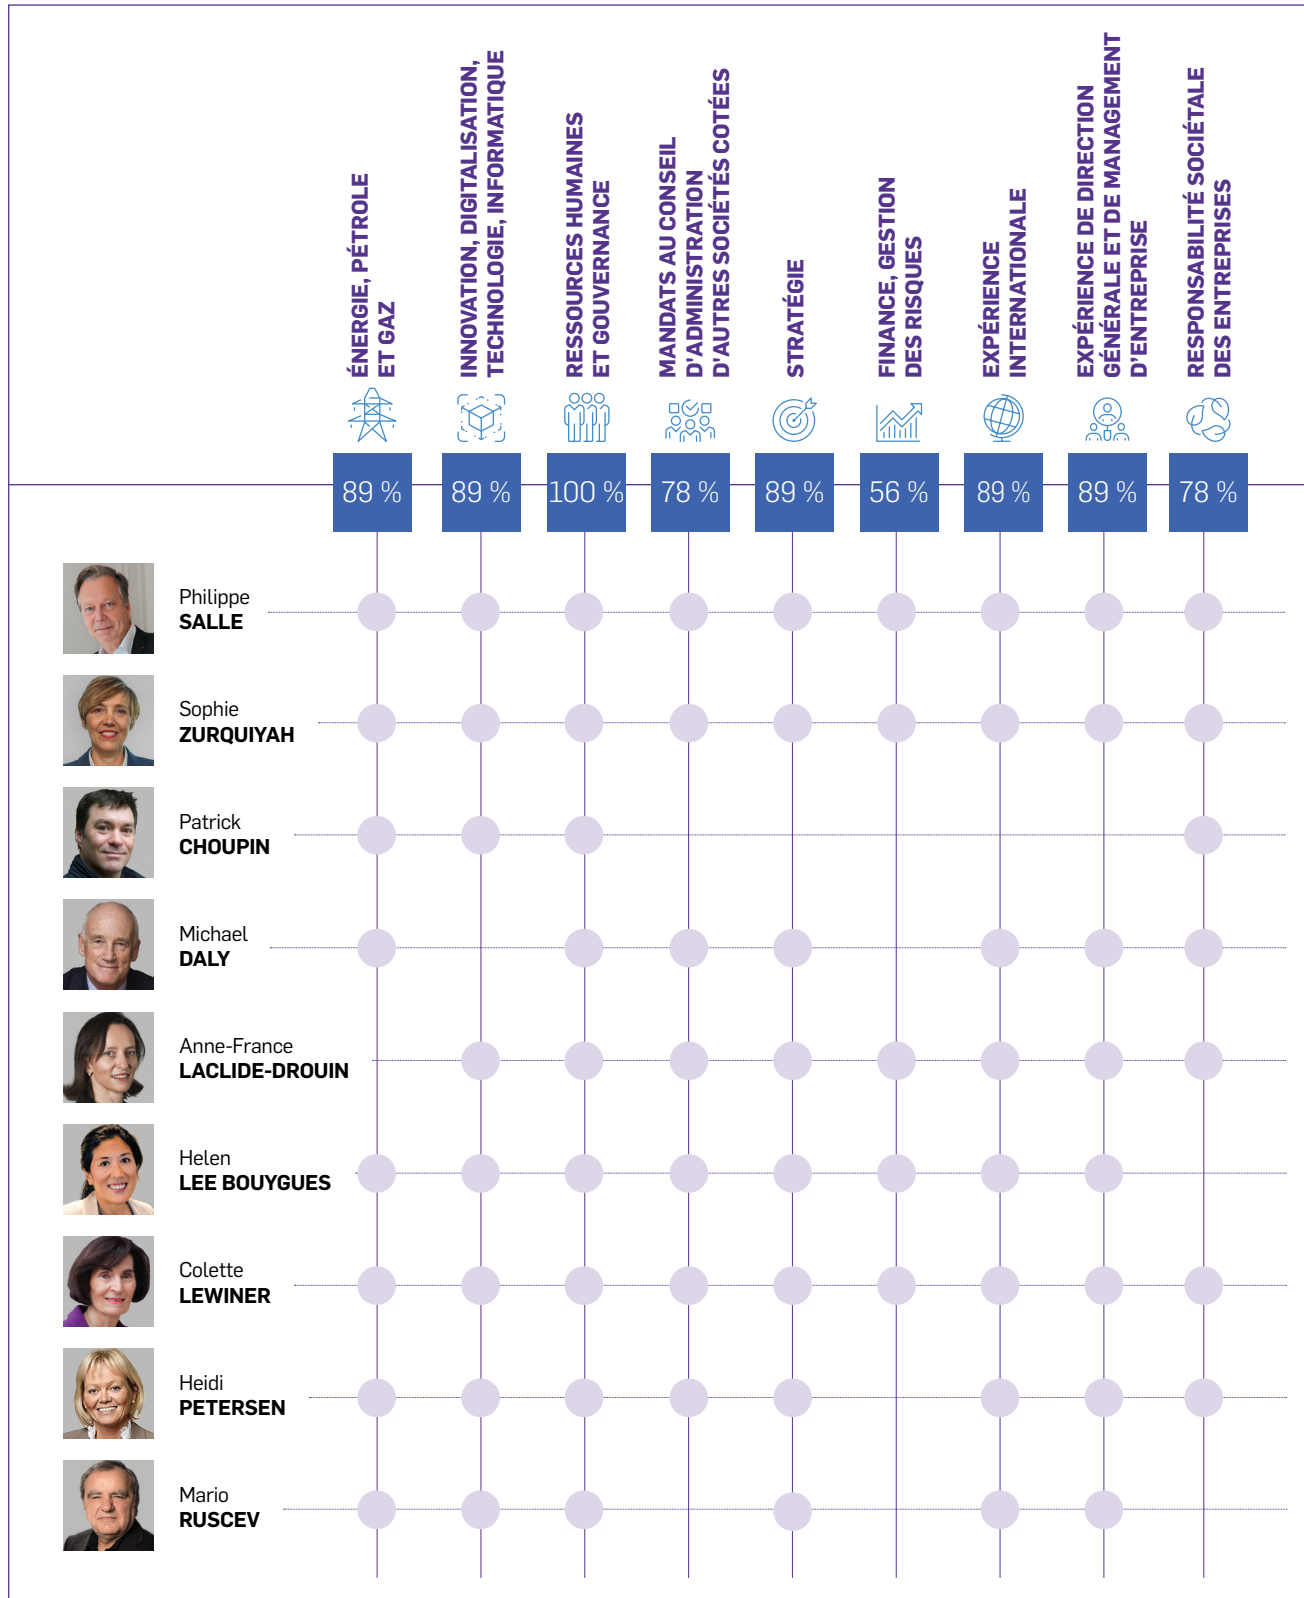 ÉNERGIE, PÉTROLE
ET GAZ
INNOVATION, DIGITALISATION,
TECHNOLOGIE, INFORMATIQUE
RESSOURCES HUMAINES
ET GOUVERNANCE
MANDATS AU CONSEIL
D'ADMINISTRATION
D'AUTRES SOCIÉTÉS COTÉES
STRATÉGIE
FINANCE, GESTION
DES RISQUES
EXPÉRIENCE
INTERNATIONALE
EXPÉRIENCE DE DIRECTION
GÉNÉRALE ET DE MANAGEMENT
D'ENTREPRISE
RESPONSABILITÉ SOCIÉTALE
DES ENTREPRISES
89 % 89 % 100 % 78 % 89 % 56 % 89 % 89 % 78 %
Philippe
SALLE
Sophie
ZURQUIYAH
Patrick
CHOUPIN
Michael
DALY
Anne-France
LACLIDE-DROUIN
Helen
LEE BOUYGUES
Colette
LEWINER
Heidi
PETERSEN
Mario
RUSCEV